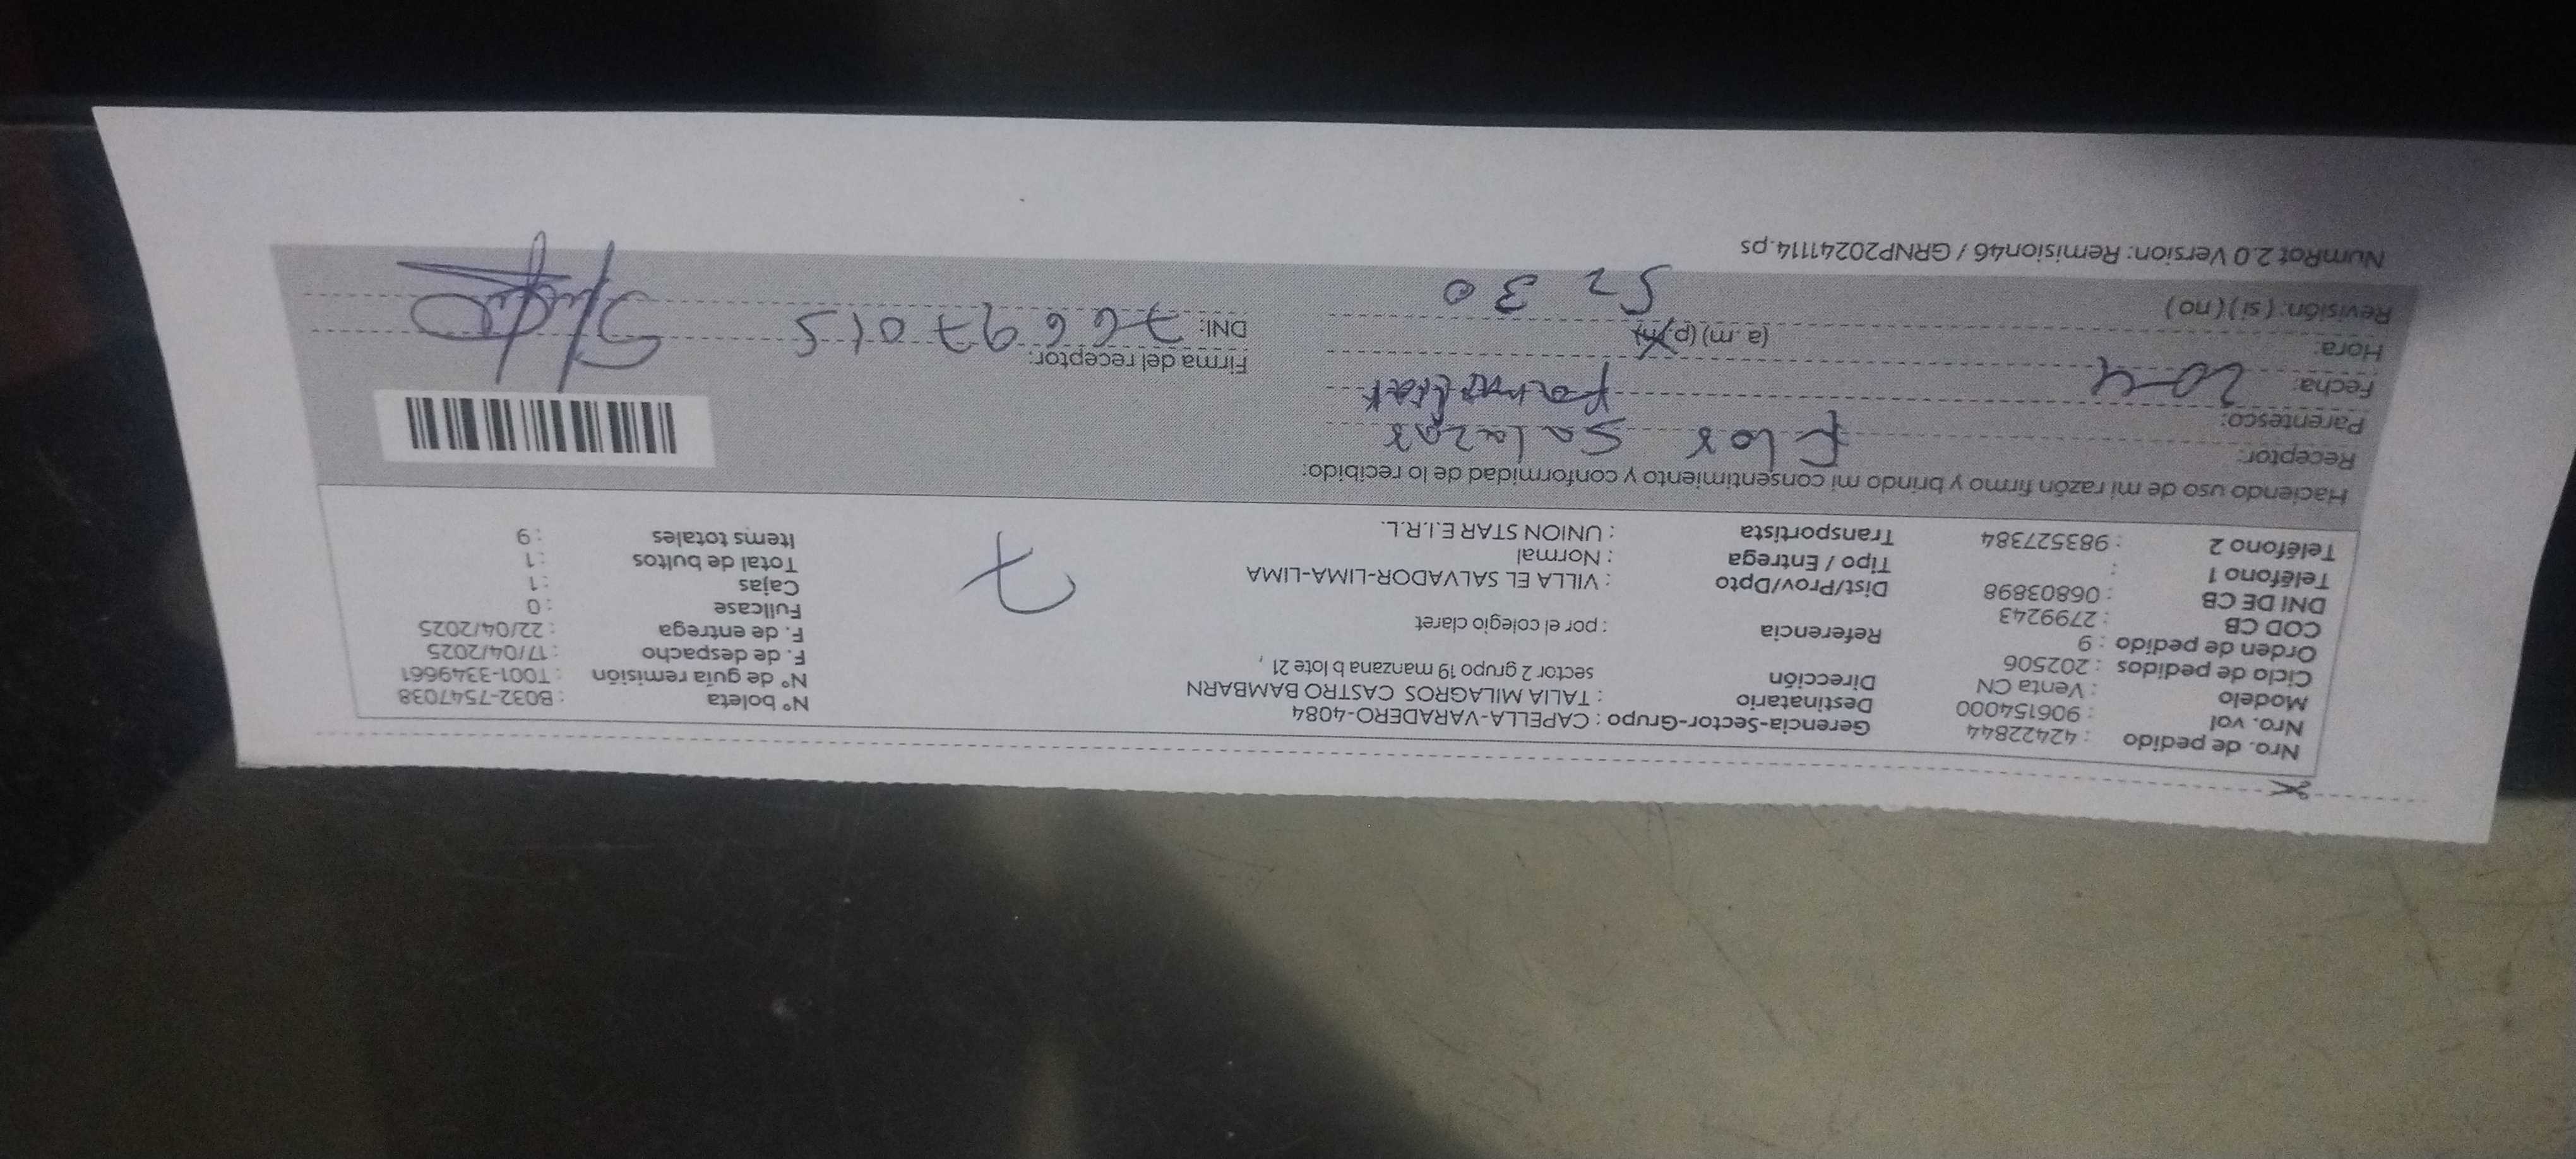 Nro. de pedido : 42422844 Gerencia-Sector-Grupo : CAPELLA-VARADERO-4084 N° boleta : B032-7547038
Nro. vol : 906154000 Destinatario : TALIA MILAGROS CASTRO BAMBARN N° de guía remisión : T001-3349661
Modelo : Venta CN Dirección sector 2 grupo 19 manzana b lote 21 , F. de despacho : 17/04/2025
Ciclo de pedidos : 202506 F. de entrega : 22/04/2025
Orden de pedido : 9 Referencia : por el colegio claret Fullcase : 0
COD CB : 2799243 Cajas : 1
DNI DE CB : 06803898 Dist/Prov/Dpto : VILLA EL SALVADOR-LIMA-LIMA Total de bultos : 1
Teléfono 1 : Tipo / Entrega : Normal Items totales : 9
Teléfono 2 : 983527384 Transportista : UNION STAR E.I.R.L.
7
Haciendo uso de mi razón firmo y brindo mi consentimiento y conformidad de lo recibido:
Receptor: Flor Salazar
Parentesco:
Fecha: 20-4 Firma del receptor:
Hora: (a.m) (p.m) DNI: 76697015
Revisión: ( si ) ( no ) 52 30
NumRot 2.0 Version: Remision46 / GRNP20241114.ps